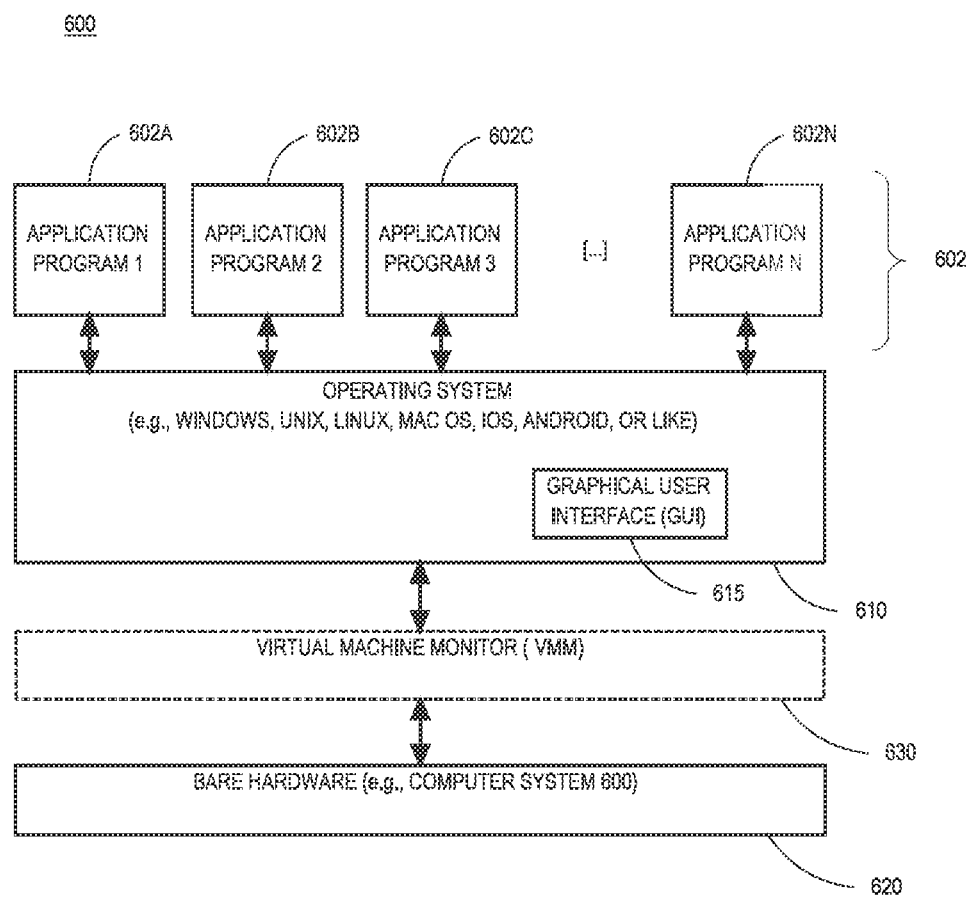 600
602A
602B
602C
602N
APPLICATION
PROGRAM 1
APPLICATION
PROGRAM 2
APPLICATION
PROGRAM 3
[...]
APPLICATION
PROGRAM N
602
OPERATING SYSTEM
(e.g., WINDOWS, UNIX, LINUX, MAC OS, IOS, ANDROID, OR LIKE)
GRAPHICAL USER
INTERFACE (GUI)
615
610
VIRTUAL MACHINE MONITOR ( VMM)
630
BARE HARDWARE (e.g., COMPUTER SYSTEM 600)
620